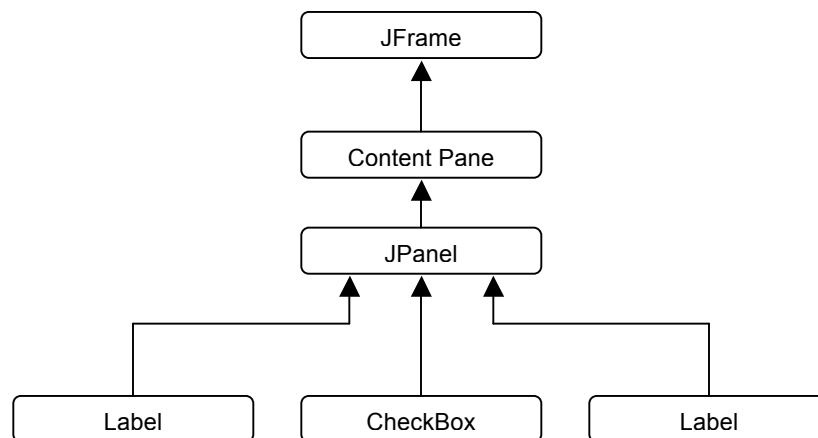 JFrame
Content Pane
JPanel
Label
CheckBox
Label